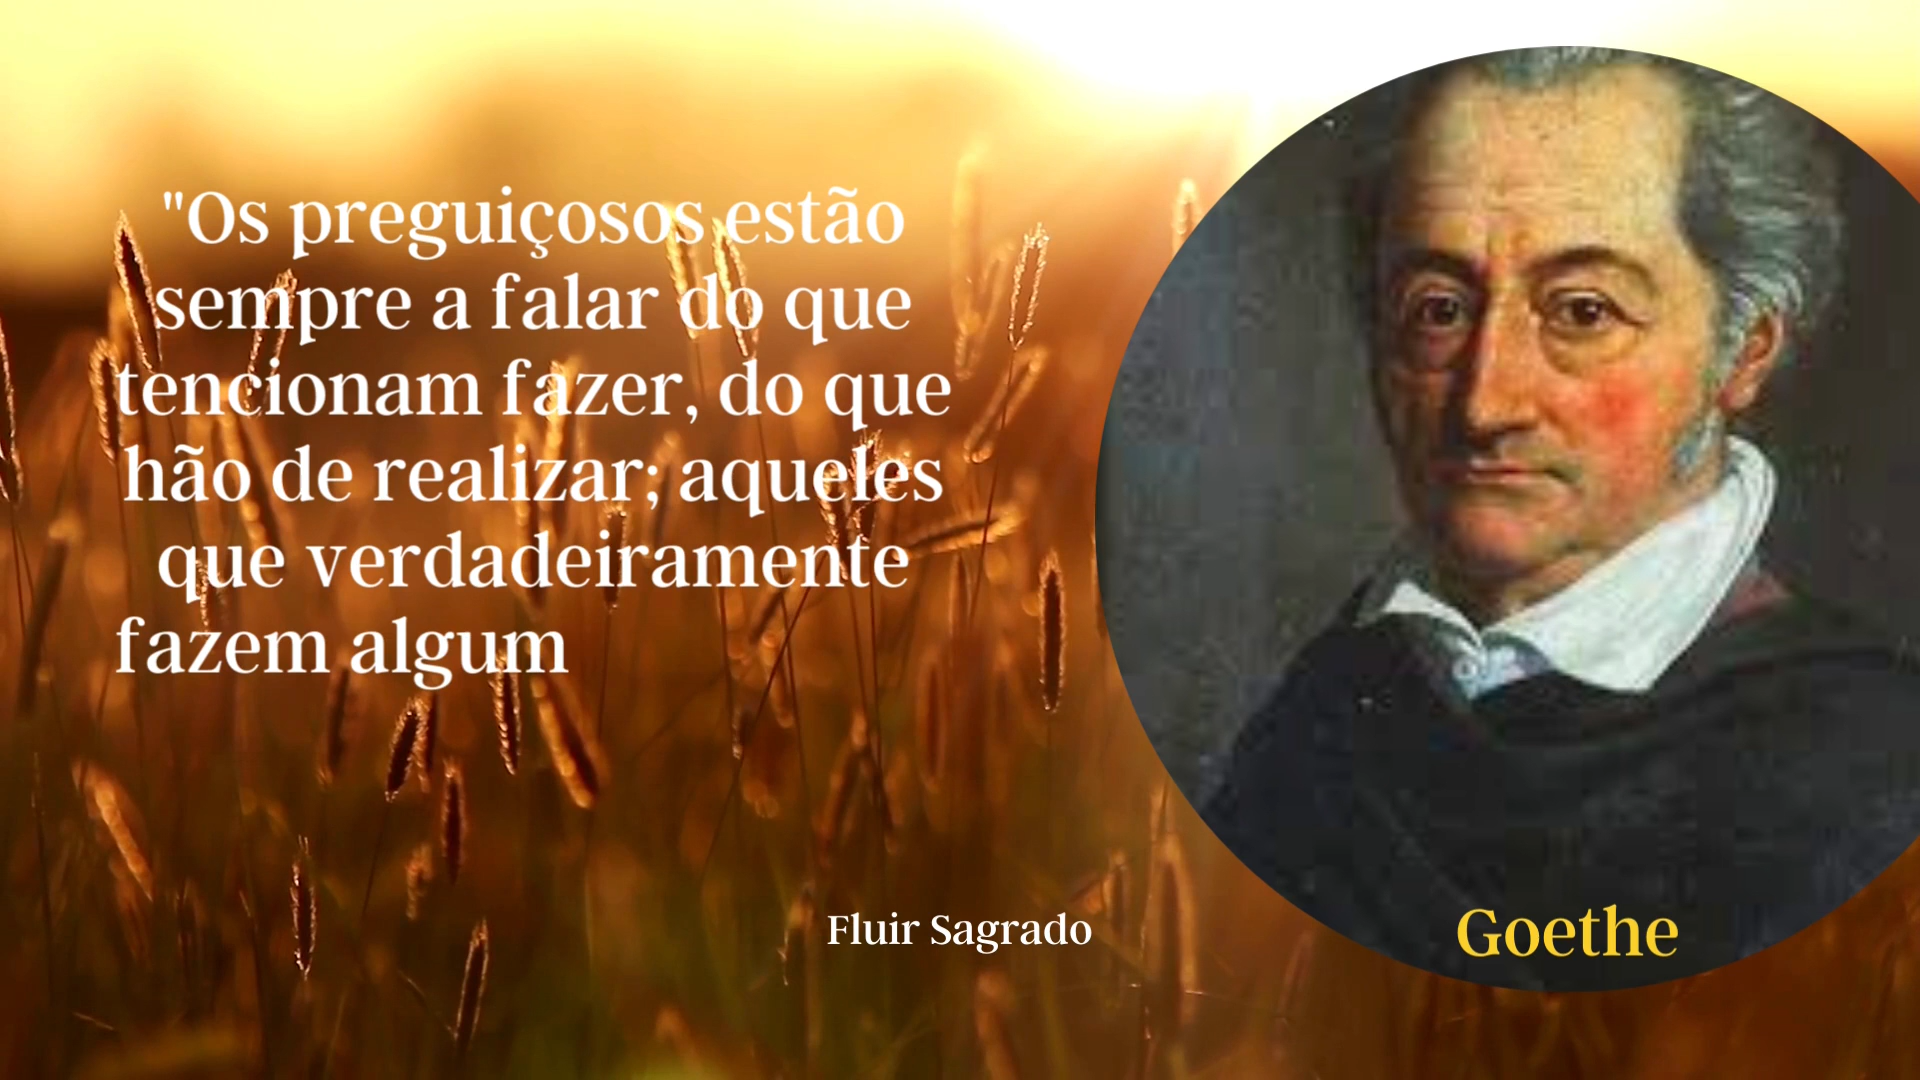 "Os preguiçosos estão
sempre a falar do que
tencionam fazer, do que
hão de realizar; aqueles
que verdadeiramente
fazem algum
Fluir Sagrado
Goethe